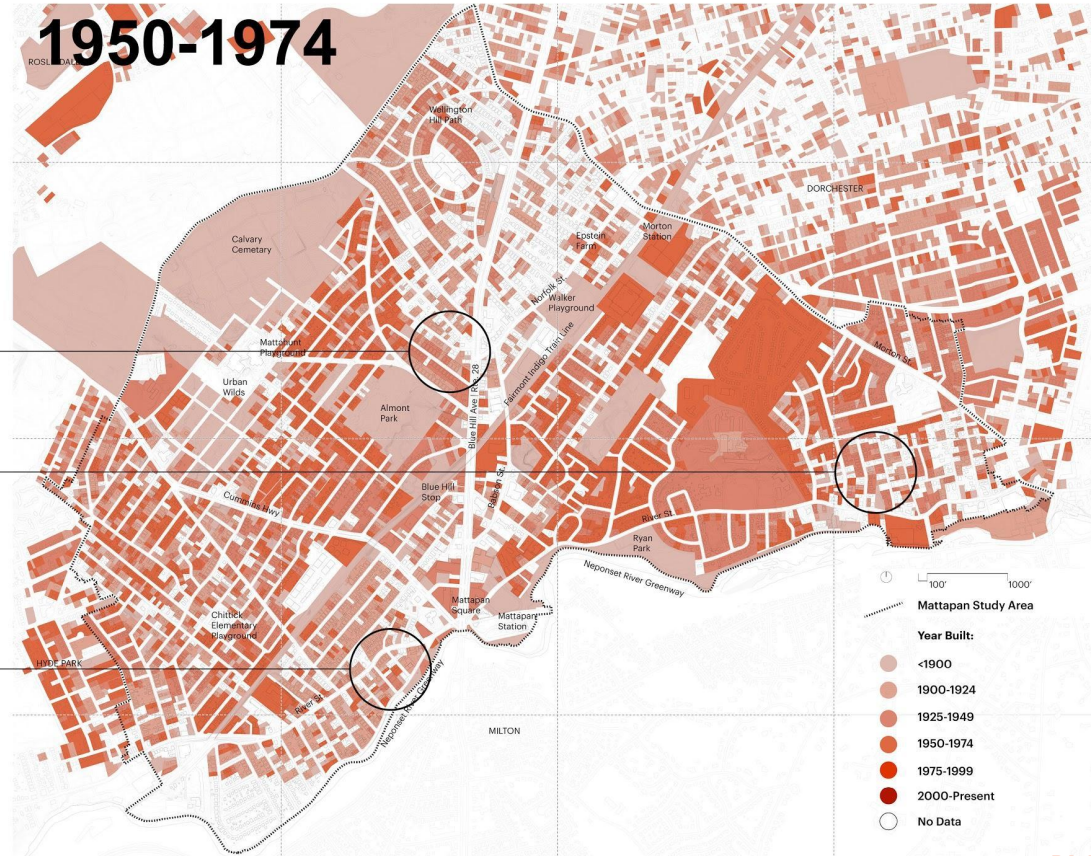 1950-1974
ROSLINDALE
Wellington
Hill Path
DORCHESTER
Calvary
Cemetary
Epstein
Farm
Morton
Station
Norfolk St.
Walker
Playground
Mattahunt
Playground
Fairmont Indigo Train Line
Morton St.
Urban
Wilds
Almont
Park
Blue Hill Ave | Rte. 28
Blue Hill
Stop
Babson St.
Cummins Hwy
River St.
Ryan
Park
Neponset River Greenway
Mattapan
Square
Mattapan
Station
Chittick
Elementary
Playground
HYDE PARK
River St.
Neponset River Greenway
MILTON
100'
1000'
Mattapan Study Area
Year Built:
<1900
1900-1924
1925-1949
1950-1974
1975-1999
2000-Present
No Data